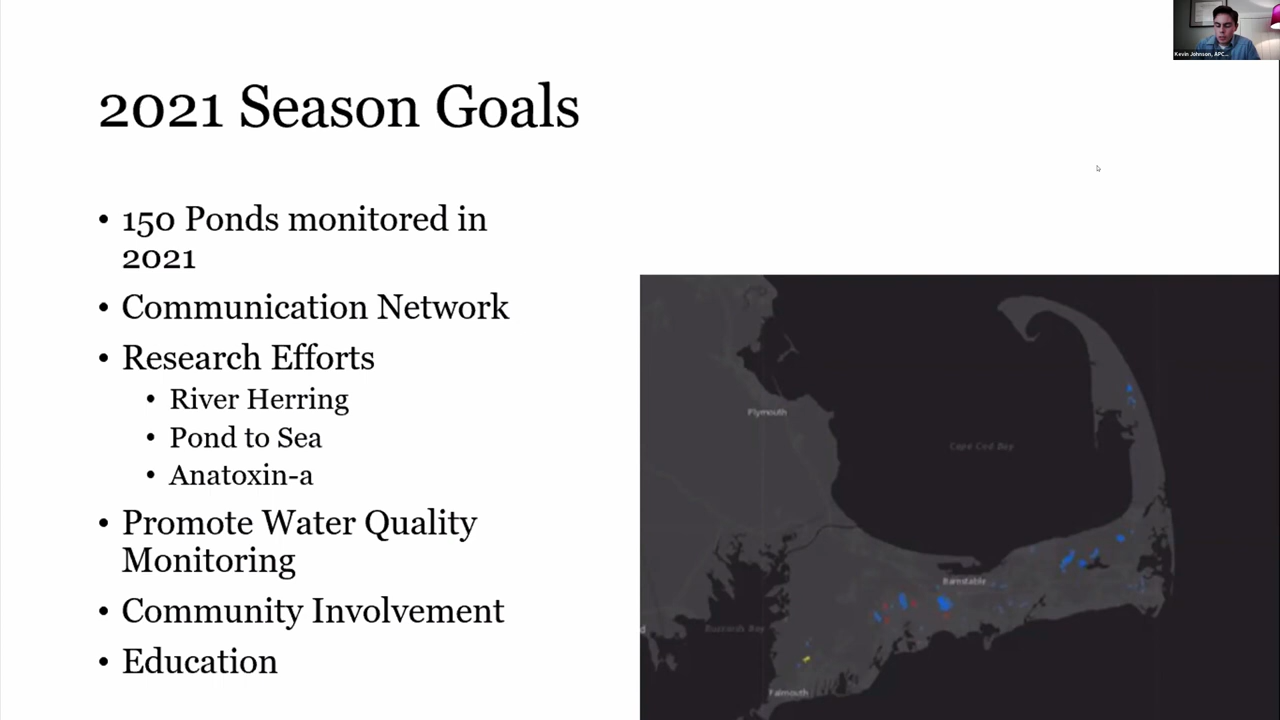 Kevin Johnson, APC...
2021 Season Goals
• 150 Ponds monitored in
2021
• Communication Network
• Research Efforts
• River Herring
• Pond to Sea
• Anatoxin-a
• Promote Water Quality
Monitoring
• Community Involvement
• Education
Plymouth
Cape Cod Bay
Barnstable
Buzzards Bay
d
Falmouth